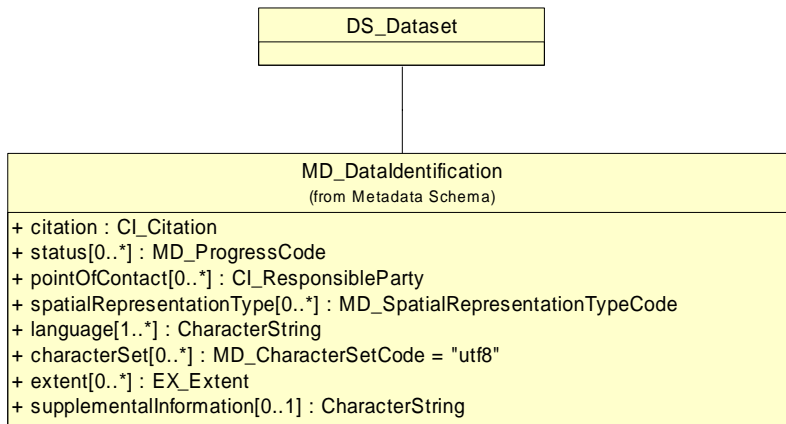 DS_Dataset
MD_DataIdentification
(from Metadata Schema)
+ citation : CI_Citation
+ status[0..*] : MD_ProgressCode
+ pointOfContact[0..*] : CI_ResponsibleParty
+ spatialRepresentationType[0..*] : MD_SpatialRepresentationTypeCode
+ language[1..*] : CharacterString
+ characterSet[0..*] : MD_CharacterSetCode = "utf8"
+ extent[0..*] : EX_Extent
+ supplementalInformation[0..1] : CharacterString